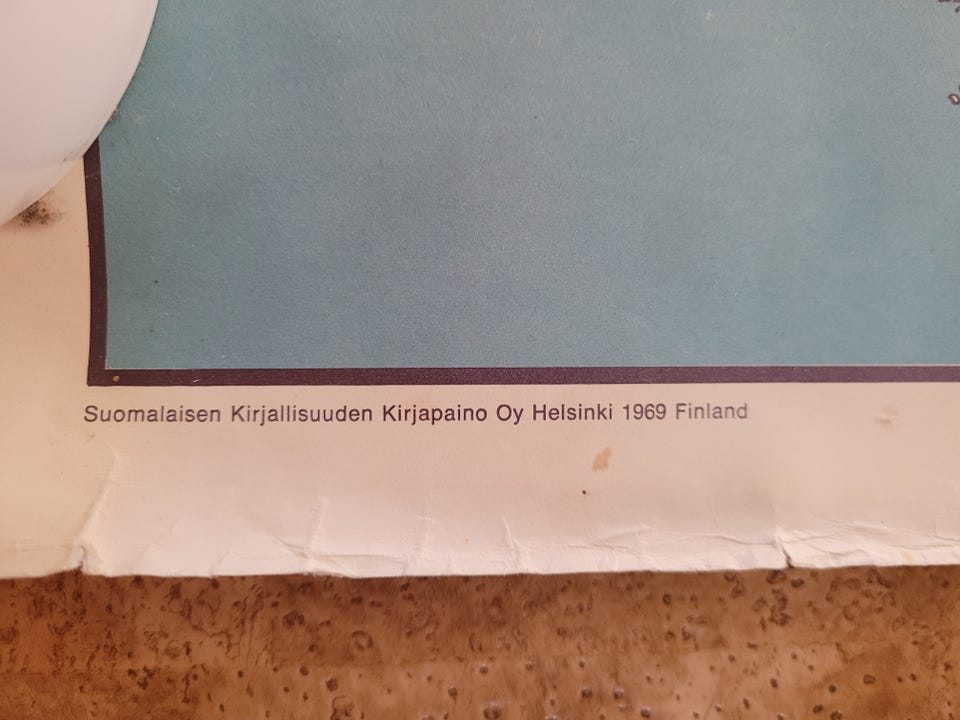 Suomalaisen Kirjallisuuden Kirjapaino Oy Helsinki 1969 Finland